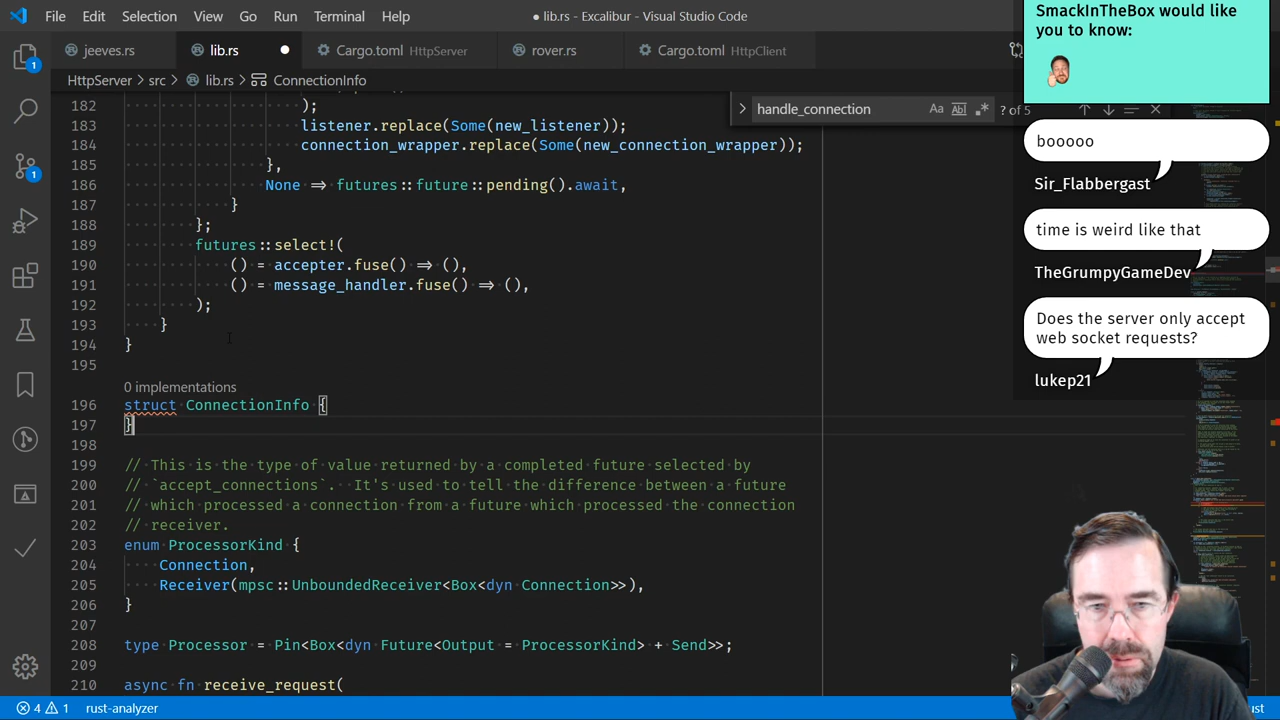 File Edit Selection View Go Run Terminal Help
● lib.rs - Excalibur - Visual Studio Code
jeeves.rs
lib.rs ●
Cargo.toml HttpServer
rover.rs
Cargo.toml HttpClient
HttpServer > src > lib.rs > ConnectionInfo
handle_connection Aa Abl .* ? of 5
182 );
183 listener.replace(Some(new_listener));
184 connection_wrapper.replace(Some(new_connection_wrapper));
185 },
186 None => futures::future::pending().await,
187 }
188 };
189 futures::select!(
190 () = accepter.fuse() => (),
191 () = message_handler.fuse() => (),
192 );
193 }
194 }
195
0 implementations
196 struct ConnectionInfo {
197 }
198
199 // This is the type of value returned by a completed future selected by
200 // `accept_connections`. It's used to tell the difference between a future
201 // which processed a connection from a future which processed the connection
202 // receiver.
203 enum ProcessorKind {
204 Connection,
205 Receiver(mpsc::UnboundedReceiver<Box<dyn Connection>>),
206 }
207
208 type Processor = Pin<Box<dyn Future<Output = ProcessorKind> + Send>>;
209
210 async fn receive_request(
SmackInTheBox would like
you to know:
booooo
Sir_Flabbergast
time is weird like that
TheGrumpyGameDev
Does the server only accept
web socket requests?
lukep21
1
1
4 1 rust-analyzer
ust